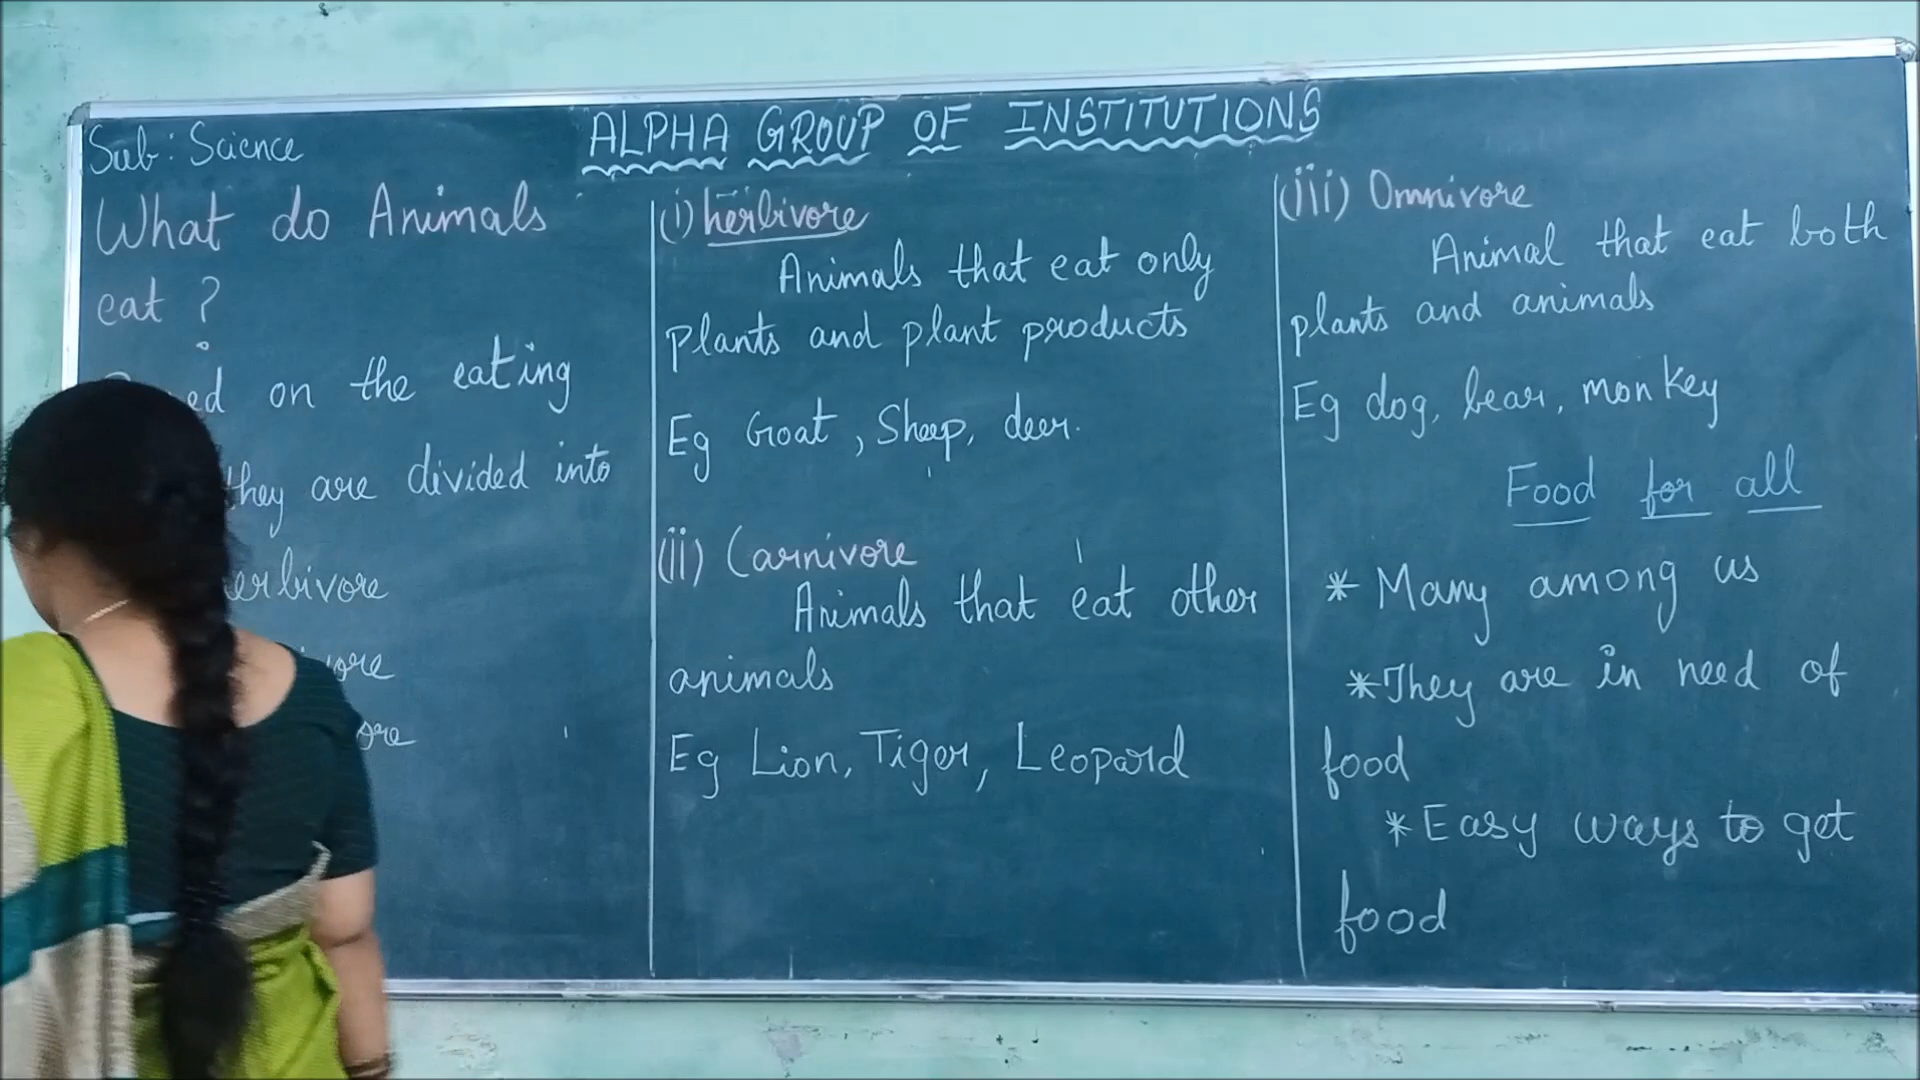 ALPHA GROUP OF INSTITUTIONS
Sub : Science
What do Animals
eat ?
on the eating
they are divided into
(i) herbivore
Animals that eat only
plants and plant products
Eg Goat, Sheep, deer.
(ii) Carnivore
Animals that eat other
animals
Eg Lion, Tiger, Leopard
(iii) Omnivore
Animal that eat both
plants and animals
Eg dog, bear, monkey
Food for all
* Many among us
* They are in need of
food
* Easy ways to get
food